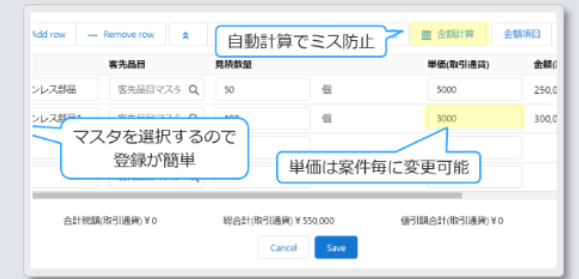 Add row — Remove row 自動計算でミス防止 金額計算 金額項目
客先品目 見積数量 単価(取引通貨) 金額(
ンレス部品 客先品目マスタ 50 個 5000 250,0
ンレス部品 個 3000 300,0
マスタを選択するので
登録が簡単
単価は案件毎に変更可能
合計税額(取引通貨) ¥ 0 総合計(取引通貨) ¥ 550,000 値引額合計(取引通貨) ¥ 0
Cancel Save